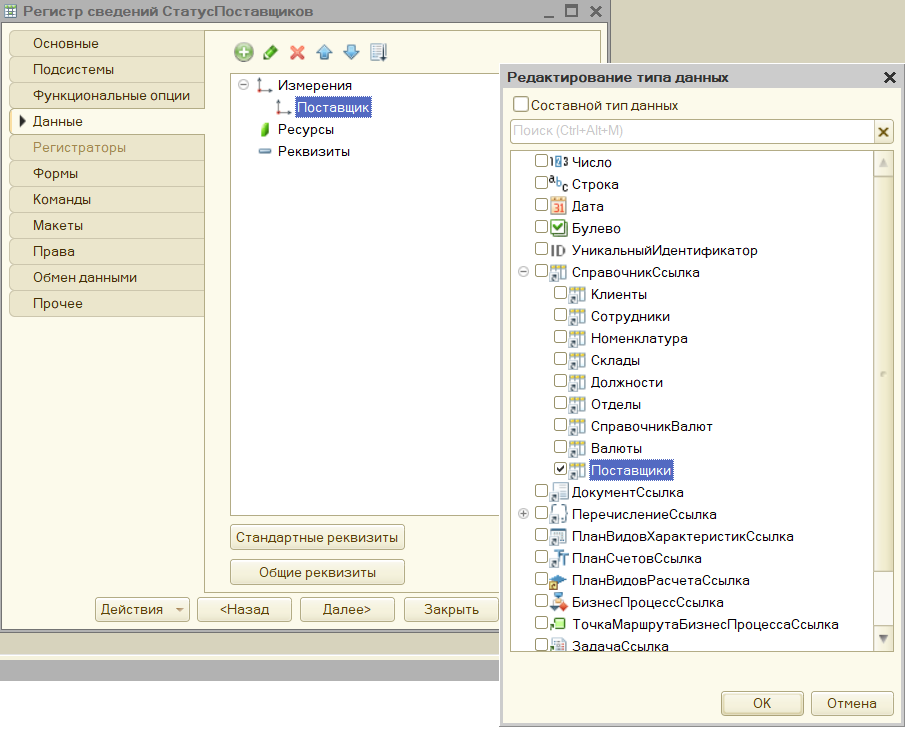 Регистр сведений СтатусПоставщиков
Основные
Подсистемы
Функциональные опции
Данные
Регистраторы
Формы
Команды
Макеты
Права
Обмен данными
Прочее
Измерения
Поставщик
Ресурсы
Реквизиты
Стандартные реквизиты
Общие реквизиты
Действия
<Назад
Далее>
Закрыть
Редактирование типа данных
Составной тип данных
Поиск (Ctrl+Alt+M)
Число
Строка
Дата
Булево
УникальныйИдентификатор
СправочникСсылка
Клиенты
Сотрудники
Номенклатура
Склады
Должности
Отделы
СправочникВалют
Валюты
Поставщики
ДокументСсылка
ПеречислениеСсылка
ПланВидовХарактеристикСсылка
ПланСчетовСсылка
ПланВидовРасчетаСсылка
БизнесПроцессСсылка
ТочкаМаршрутаБизнесПроцессаСсылка
ЗадачаСсылка
OK
Отмена